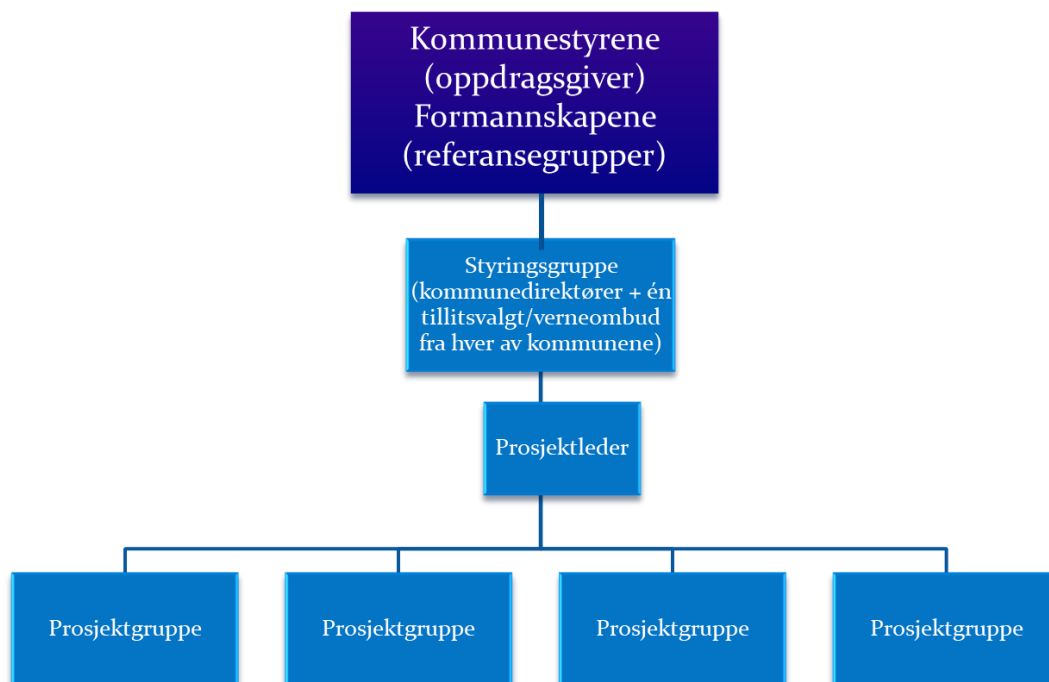 Kommunestyrene
(oppdragsgiver)
Formannskapene
(referansegrupper)
Styringsgruppe
(kommunedirektører + én
tillitsvalgt/verneombud
fra hver av kommunene)
Prosjektleder
Prosjektgruppe
Prosjektgruppe
Prosjektgruppe
Prosjektgruppe